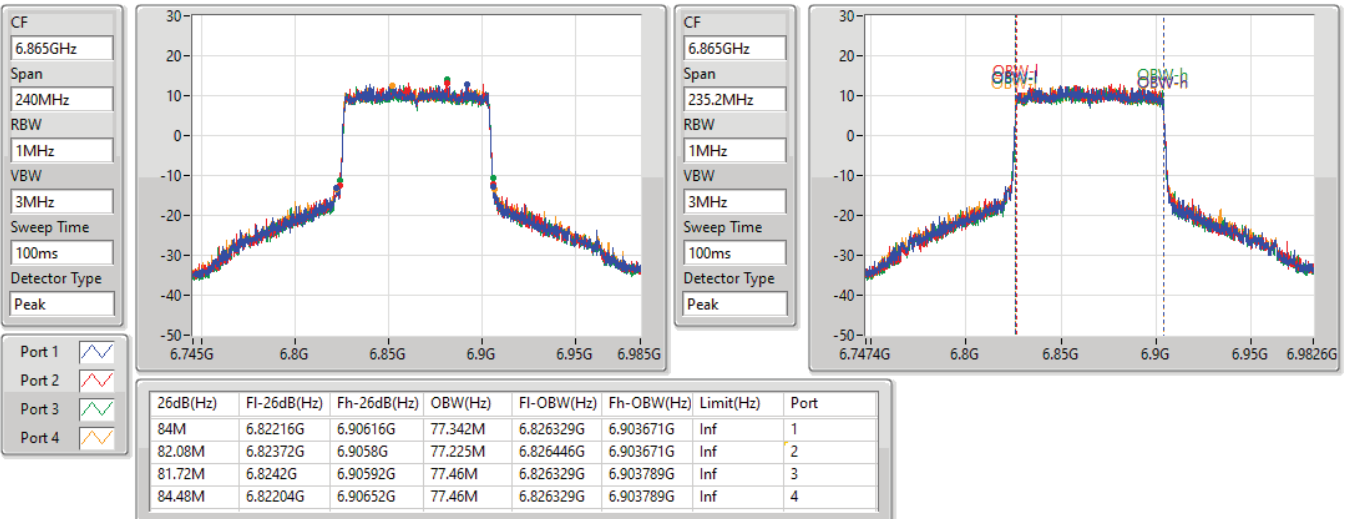 CF
6.865GHz
Span
240MHz
RBW
1MHz
VBW
3MHz
Sweep Time
100ms
Detector Type
Peak
30
20
10
0
-10
-20
-30
-40
-50
6.745G 6.8G 6.85G 6.9G 6.95G 6.985G
CF
6.865GHz
Span
235.2MHz
RBW
1MHz
VBW
3MHz
Sweep Time
100ms
Detector Type
Peak
30
20
10
0
-10
-20
-30
-40
-50
OBW-l OBW-h
OBW-l OBW-h
6.7474G 6.8G 6.85G 6.9G 6.95G 6.9826G
Port 1
Port 2
Port 3
Port 4
26dB(Hz) Fl-26dB(Hz) Fh-26dB(Hz) OBW(Hz) Fl-OBW(Hz) Fh-OBW(Hz) Limit(Hz) Port
84M 6.82216G 6.90616G 77.342M 6.826329G 6.903671G Inf 1
82.08M 6.82372G 6.9058G 77.225M 6.826446G 6.903671G Inf 2
81.72M 6.8242G 6.90592G 77.46M 6.826329G 6.903789G Inf 3
84.48M 6.82204G 6.90652G 77.46M 6.826329G 6.903789G Inf 4